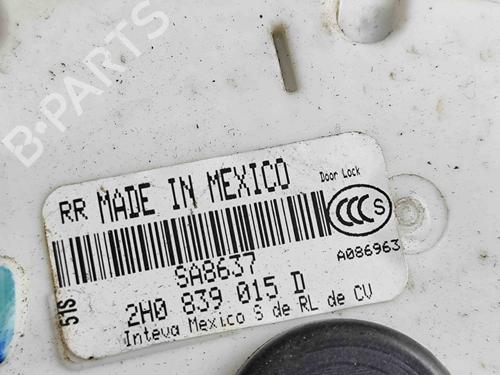 B-PARTS
RR MADE IN MEXICO
Door Lock
CCC S
SA8637
A086963
51S
2H0 839 015 D
Inteva Mexico S de RL de CV